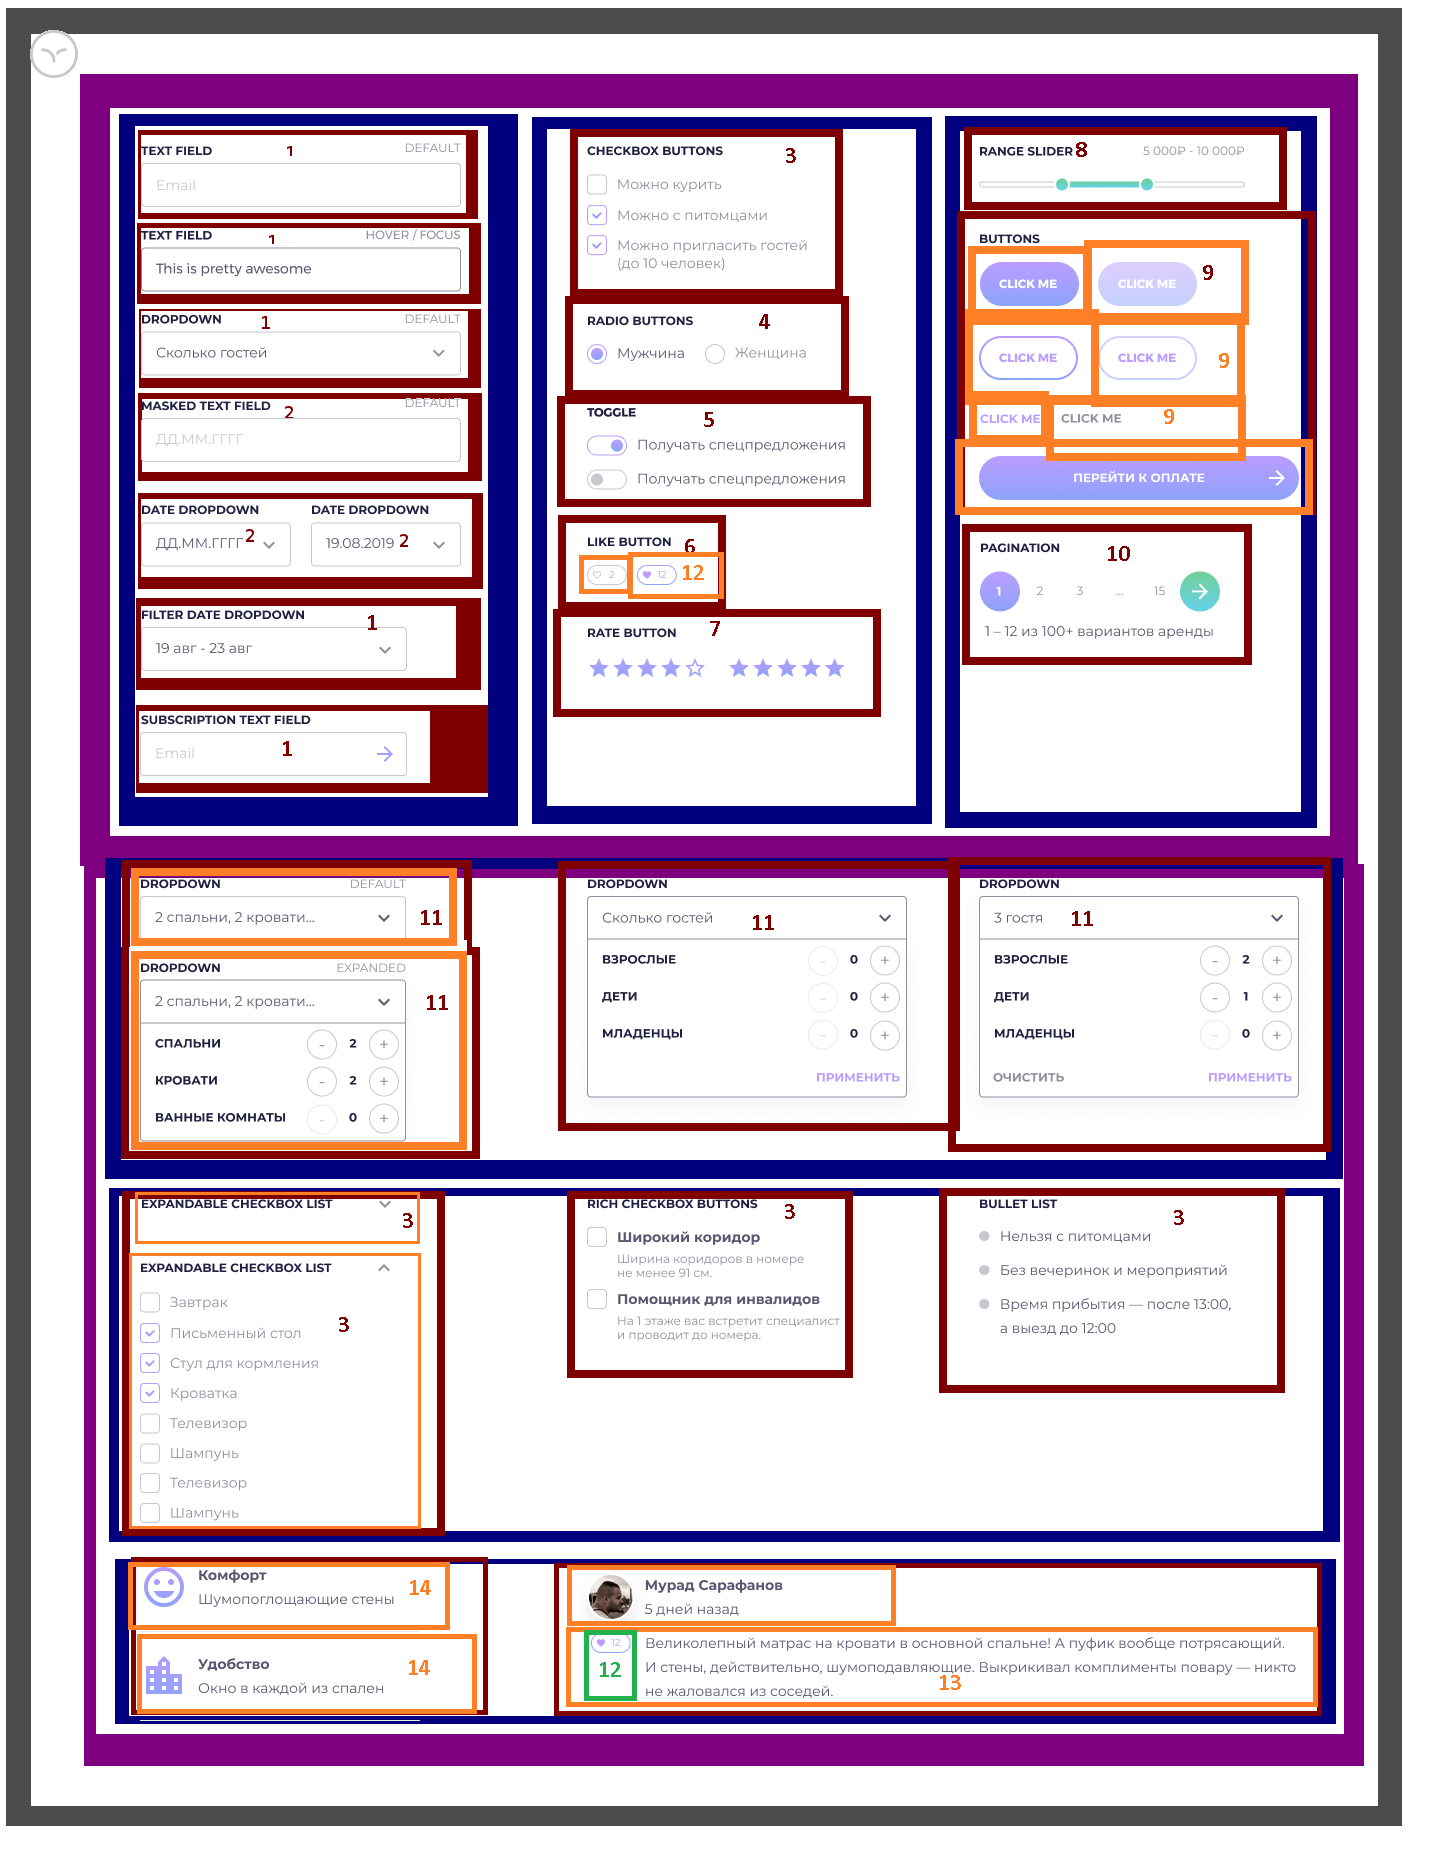 TEXT FIELD 1 DEFAULT
Email
TEXT FIELD 1 HOVER / FOCUS
This is pretty awesome
DROPDOWN 1 DEFAULT
Сколько гостей
MASKED TEXT FIELD 2 DEFAULT
ДД.ММ.ГГГГ
DATE DROPDOWN DATE DROPDOWN
ДД.ММ.ГГГГ 2 19.08.2019 2
FILTER DATE DROPDOWN 1
19 авг - 23 авг
SUBSCRIPTION TEXT FIELD
Email 1
CHECKBOX BUTTONS 3
Можно курить
Можно с питомцами
Можно пригласить гостей
(до 10 человек)
RADIO BUTTONS 4
Мужчина Женщина
TOGGLE 5
Получать спецпредложения
Получать спецпредложения
LIKE BUTTON 6
2 12 12
RATE BUTTON 7
RANGE SLIDER 8 5 000₽ - 10 000₽
BUTTONS
CLICK ME CLICK ME 9
CLICK ME CLICK ME 9
CLICK ME CLICK ME 9
ПЕРЕЙТИ К ОПЛАТЕ
PAGINATION 10
1 2 3 ... 15
1 – 12 из 100+ вариантов аренды
DROPDOWN DEFAULT
2 спальни, 2 кровати... 11
DROPDOWN EXPANDED
2 спальни, 2 кровати... 11
СПАЛЬНИ - 2 +
КРОВАТИ - 2 +
ВАННЫЕ КОМНАТЫ - 0 +
DROPDOWN
Сколько гостей 11
ВЗРОСЛЫЕ - 0 +
ДЕТИ - 0 +
МЛАДЕНЦЫ - 0 +
ПРИМЕНИТЬ
DROPDOWN
3 гостя 11
ВЗРОСЛЫЕ - 2 +
ДЕТИ - 1 +
МЛАДЕНЦЫ - 0 +
ОЧИСТИТЬ ПРИМЕНИТЬ
EXPANDABLE CHECKBOX LIST 3
EXPANDABLE CHECKBOX LIST
Завтрак
Письменный стол 3
Стул для кормления
Кроватка
Телевизор
Шампунь
Телевизор
Шампунь
RICH CHECKBOX BUTTONS 3
Широкий коридор
Ширина коридоров в номере
не менее 91 см.
Помощник для инвалидов
На 1 этаже вас встретит специалист
и проводит до номера.
BULLET LIST 3
Нельзя с питомцами
Без вечеринок и мероприятий
Время прибытия — после 13:00,
а выезд до 12:00
Комфорт
Шумопоглощающие стены 14
Удобство 14
Окно в каждой из спален
Мурад Сарафанов
5 дней назад
12 Великолепный матрас на кровати в основной спальне! А пуфик вообще потрясающий.
12 И стены, действительно, шумоподавляющие. Выкрикивал комплименты повару — никто
не жаловался из соседей. 13